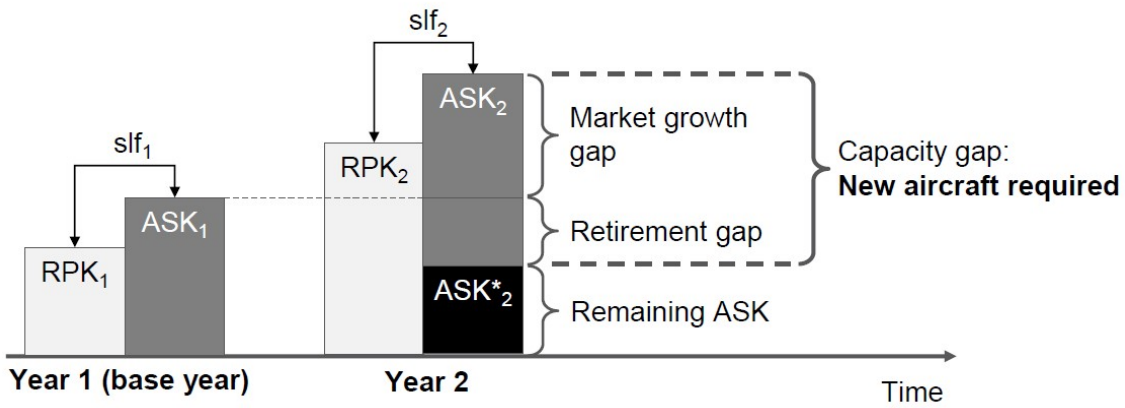 slf₂
ASK₂
Market growth
gap
slf₁
RPK₂
Capacity gap:
New aircraft required
ASK₁
Retirement gap
RPK₁
ASK*₂
Remaining ASK
Year 1 (base year)
Year 2
Time